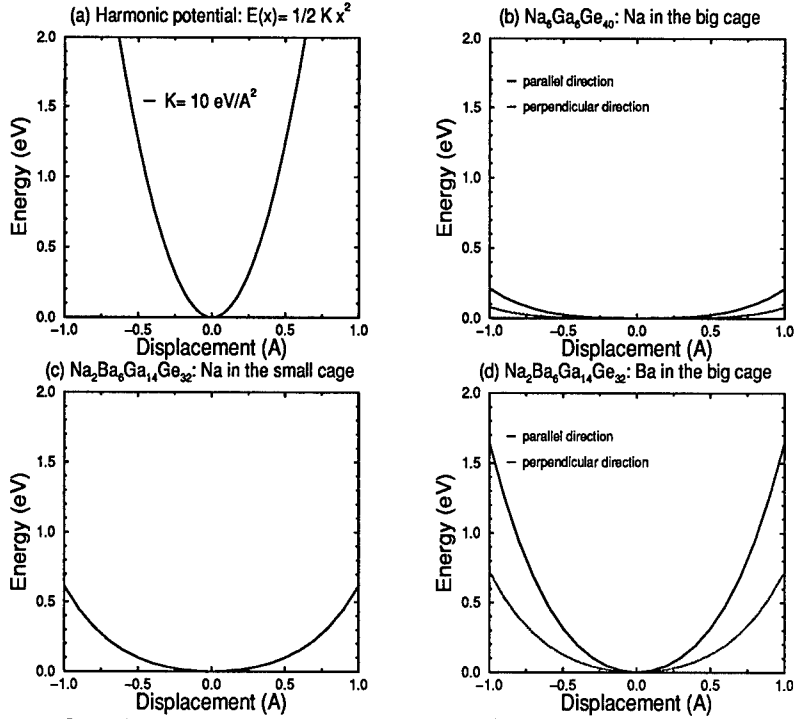 (a) Harmonic potential: E(x)= 1/2 K x²
2.0
1.5
1.0
0.5
0.0
Energy (eV)
K= 10 eV/A²
−1.0 −0.5 0.0 0.5 1.0
Displacement (A)
(b) Na₆Ga₆Ge₄₀: Na in the big cage
2.0
1.5
1.0
0.5
0.0
Energy (eV)
parallel direction
perpendicular direction
−1.0 −0.5 0.0 0.5 1.0
Displacement (A)
(c) Na₂Ba₆Ga₁₄Ge₃₂: Na in the small cage
2.0
1.5
1.0
0.5
0.0
Energy (eV)
−1.0 −0.5 0.0 0.5 1.0
Displacement (A)
(d) Na₂Ba₆Ga₁₄Ge₃₂: Ba in the big cage
2.0
1.5
1.0
0.5
0.0
Energy (eV)
parallel direction
perpendicular direction
−1.0 −0.5 0.0 0.5 1.0
Displacement (A)